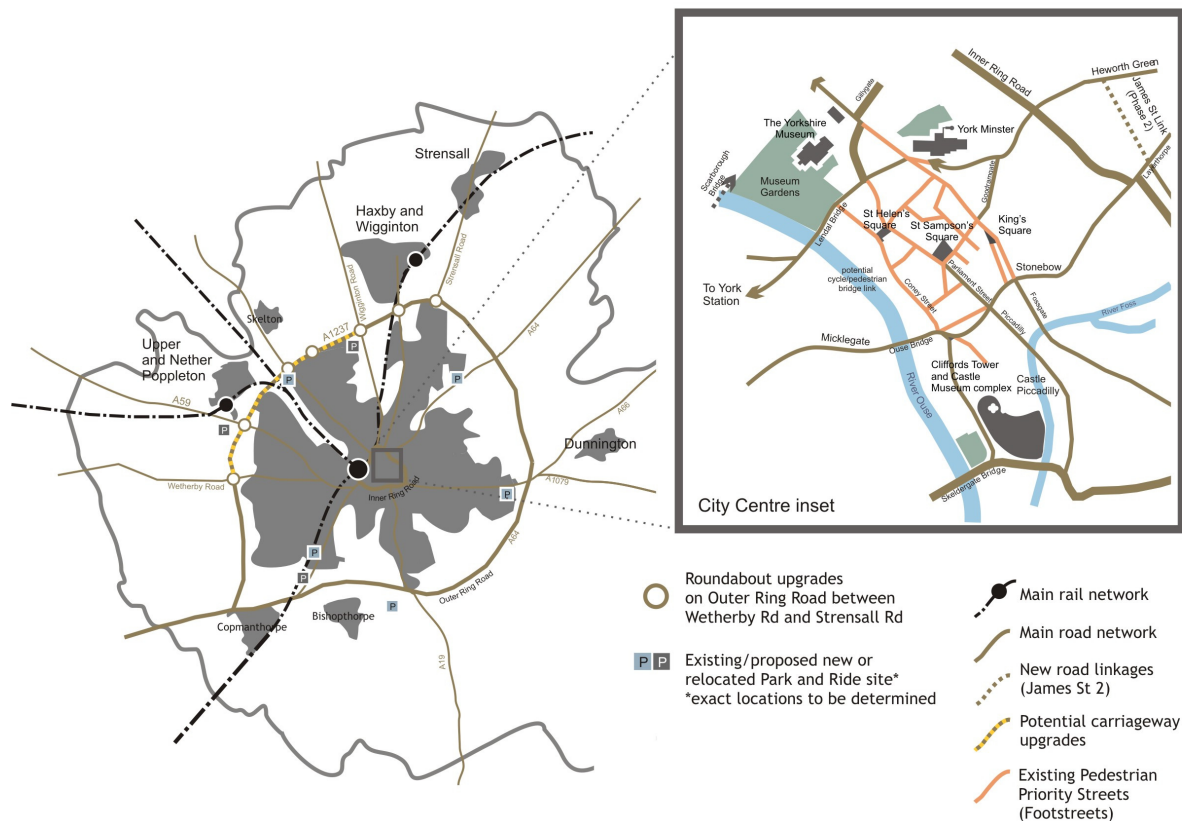 Strensall
Haxby and
Wigginton
Strensall Road
Wigginton Road
A64
Skelton
A1237
Upper
and Nether
Poppleton
P
P
P
A59
P
A66
Dunnington
Wetherby Road
Inner Ring Road
A1079
P
A64
P
P
Outer Ring Road
P
Copmanthorpe
Bishopthorpe
A19
Gillygate
Inner Ring Road
Heworth Green
James St Link
(Phase 2)
The Yorkshire
Museum
York Minster
Layerthorpe
Scarborough
Bridge
Museum
Gardens
Goodramgate
Lendal Bridge
St Helen's
Square
St Sampson's
Square
King's
Square
To York
Station
potential
cycle/pedestrian
bridge link
Parliament Street
Stonebow
Coney Street
Piccadilly
Fossgate
River Foss
Micklegate
Ouse Bridge
Cliffords Tower
and Castle
Museum complex
Castle
Piccadilly
River Ouse
Skeldergate Bridge
City Centre inset
Roundabout upgrades
on Outer Ring Road between
Wetherby Rd and Strensall Rd
P P Existing/proposed new or
relocated Park and Ride site*
*exact locations to be determined
Main rail network
Main road network
New road linkages
(James St 2)
Potential carriageway
upgrades
Existing Pedestrian
Priority Streets
(Footstreets)